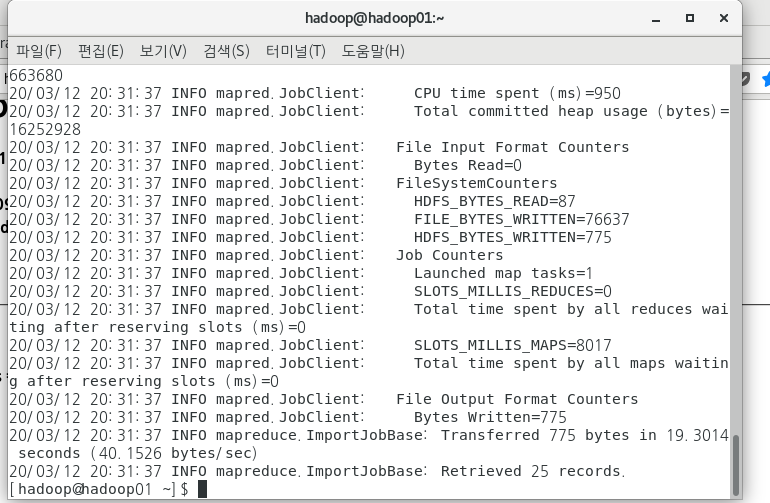 hadoop@hadoop01:~
파일(F) 편집(E) 보기(V) 검색(S) 터미널(T) 도움말(H)
663680
20/03/12 20:31:37 INFO mapred.JobClient:     CPU time spent (ms)=950
20/03/12 20:31:37 INFO mapred.JobClient:     Total committed heap usage (bytes)=
16252928
20/03/12 20:31:37 INFO mapred.JobClient:   File Input Format Counters
20/03/12 20:31:37 INFO mapred.JobClient:     Bytes Read=0
20/03/12 20:31:37 INFO mapred.JobClient:   FileSystemCounters
20/03/12 20:31:37 INFO mapred.JobClient:     HDFS_BYTES_READ=87
20/03/12 20:31:37 INFO mapred.JobClient:     FILE_BYTES_WRITTEN=76637
20/03/12 20:31:37 INFO mapred.JobClient:     HDFS_BYTES_WRITTEN=775
20/03/12 20:31:37 INFO mapred.JobClient:   Job Counters
20/03/12 20:31:37 INFO mapred.JobClient:     Launched map tasks=1
20/03/12 20:31:37 INFO mapred.JobClient:     SLOTS_MILLIS_REDUCES=0
20/03/12 20:31:37 INFO mapred.JobClient:     Total time spent by all reduces wai
ting after reserving slots (ms)=0
20/03/12 20:31:37 INFO mapred.JobClient:     SLOTS_MILLIS_MAPS=8017
20/03/12 20:31:37 INFO mapred.JobClient:     Total time spent by all maps waitin
g after reserving slots (ms)=0
20/03/12 20:31:37 INFO mapred.JobClient:   File Output Format Counters
20/03/12 20:31:37 INFO mapred.JobClient:     Bytes Written=775
20/03/12 20:31:37 INFO mapreduce.ImportJobBase: Transferred 775 bytes in 19.3014
 seconds (40.1526 bytes/sec)
20/03/12 20:31:37 INFO mapreduce.ImportJobBase: Retrieved 25 records.
[hadoop@hadoop01 ~]$